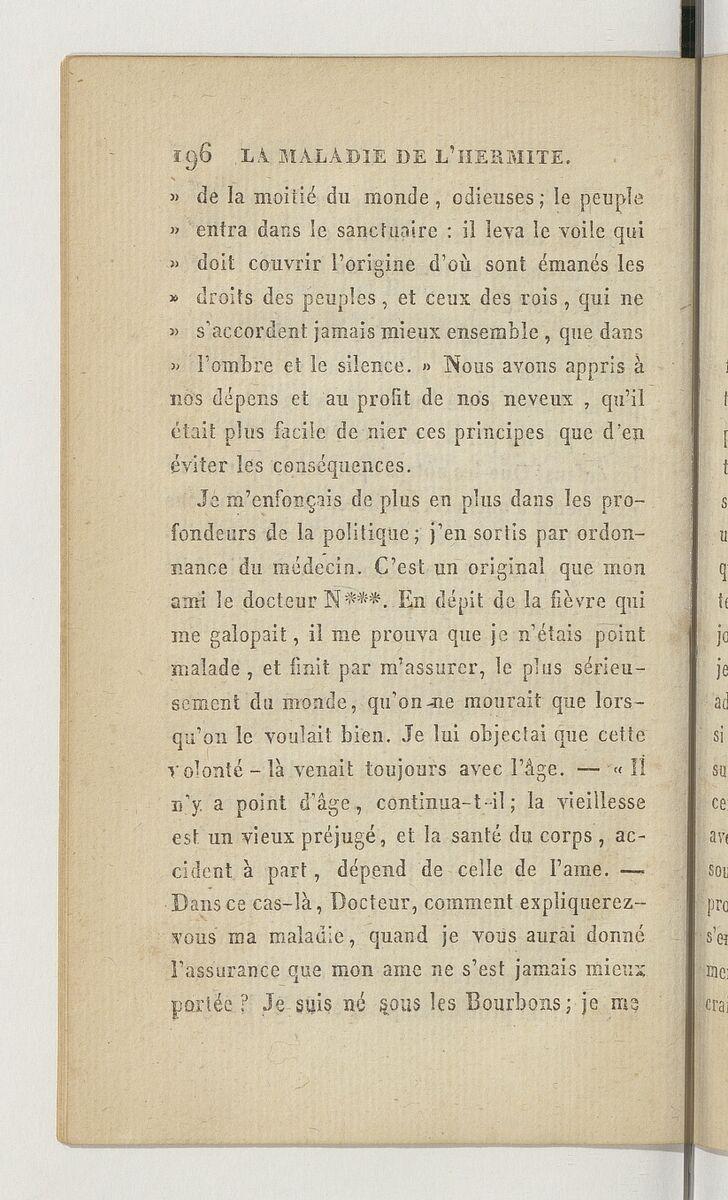 196 LA MALADIE DE L'HERMITE.
» de la moitié du monde, odieuses; le peuple
» entra dans le sanctuaire : il leva le voile qui
» doit couvrir l'origine d'où sont émanés les
» droits des peuples, et ceux des rois, qui ne
» s'accordent jamais mieux ensemble, que dans
» l'ombre et le silence. » Nous avons appris à
nos dépens et au profit de nos neveux, qu'il
était plus facile de nier ces principes que d'en
éviter les conséquences.
Je m'enfonçais de plus en plus dans les pro-
fondeurs de la politique; j'en sortis par ordon-
nance du médecin. C'est un original que mon
ami le docteur N***. En dépit de la fièvre qui
me galopait, il me prouva que je n'étais point
malade, et finit par m'assurer, le plus sérieu-
sement du monde, qu'on ne mourait que lors-
qu'on le voulait bien. Je lui objectai que cette
volonté-là venait toujours avec l'âge. — « Il
n'y a point d'âge, continua-t-il; la vieillesse
est un vieux préjugé, et la santé du corps, ac-
cident à part, dépend de celle de l'ame. —
Dans ce cas-là, Docteur, comment expliquerez-
vous ma maladie, quand je vous aurai donné
l'assurance que mon ame ne s'est jamais mieux
portée? Je suis né sous les Bourbons; je me